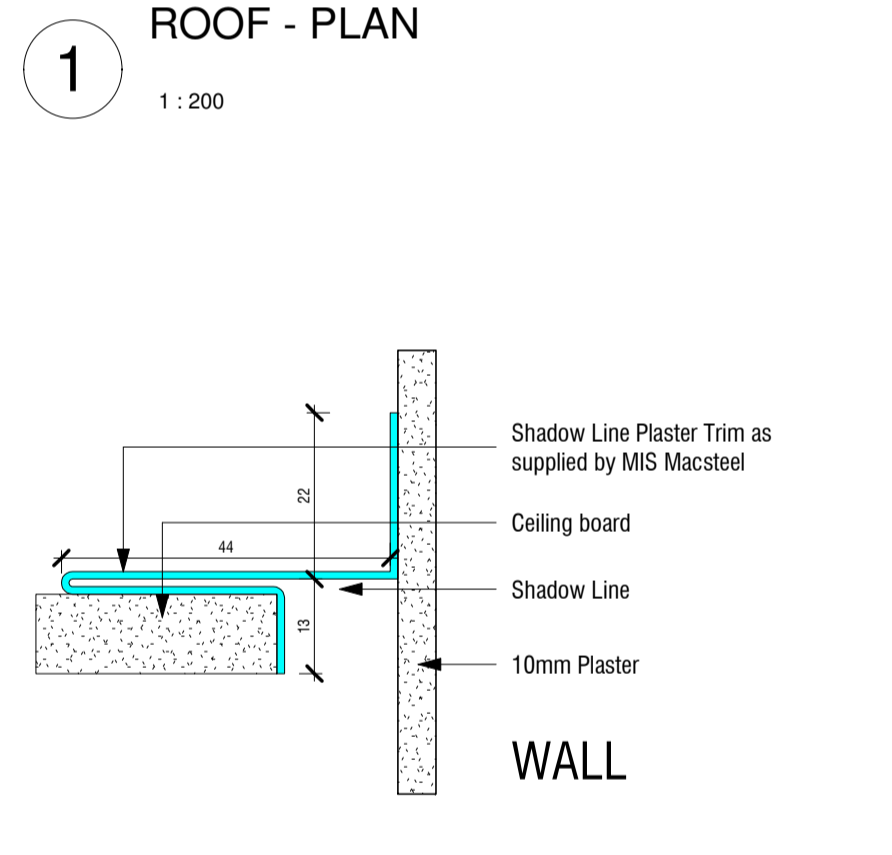 ROOF - PLAN
1
1 : 200
Shadow Line Plaster Trim as
supplied by MIS Macsteel
22
Ceiling board
44
Shadow Line
13
10mm Plaster
WALL